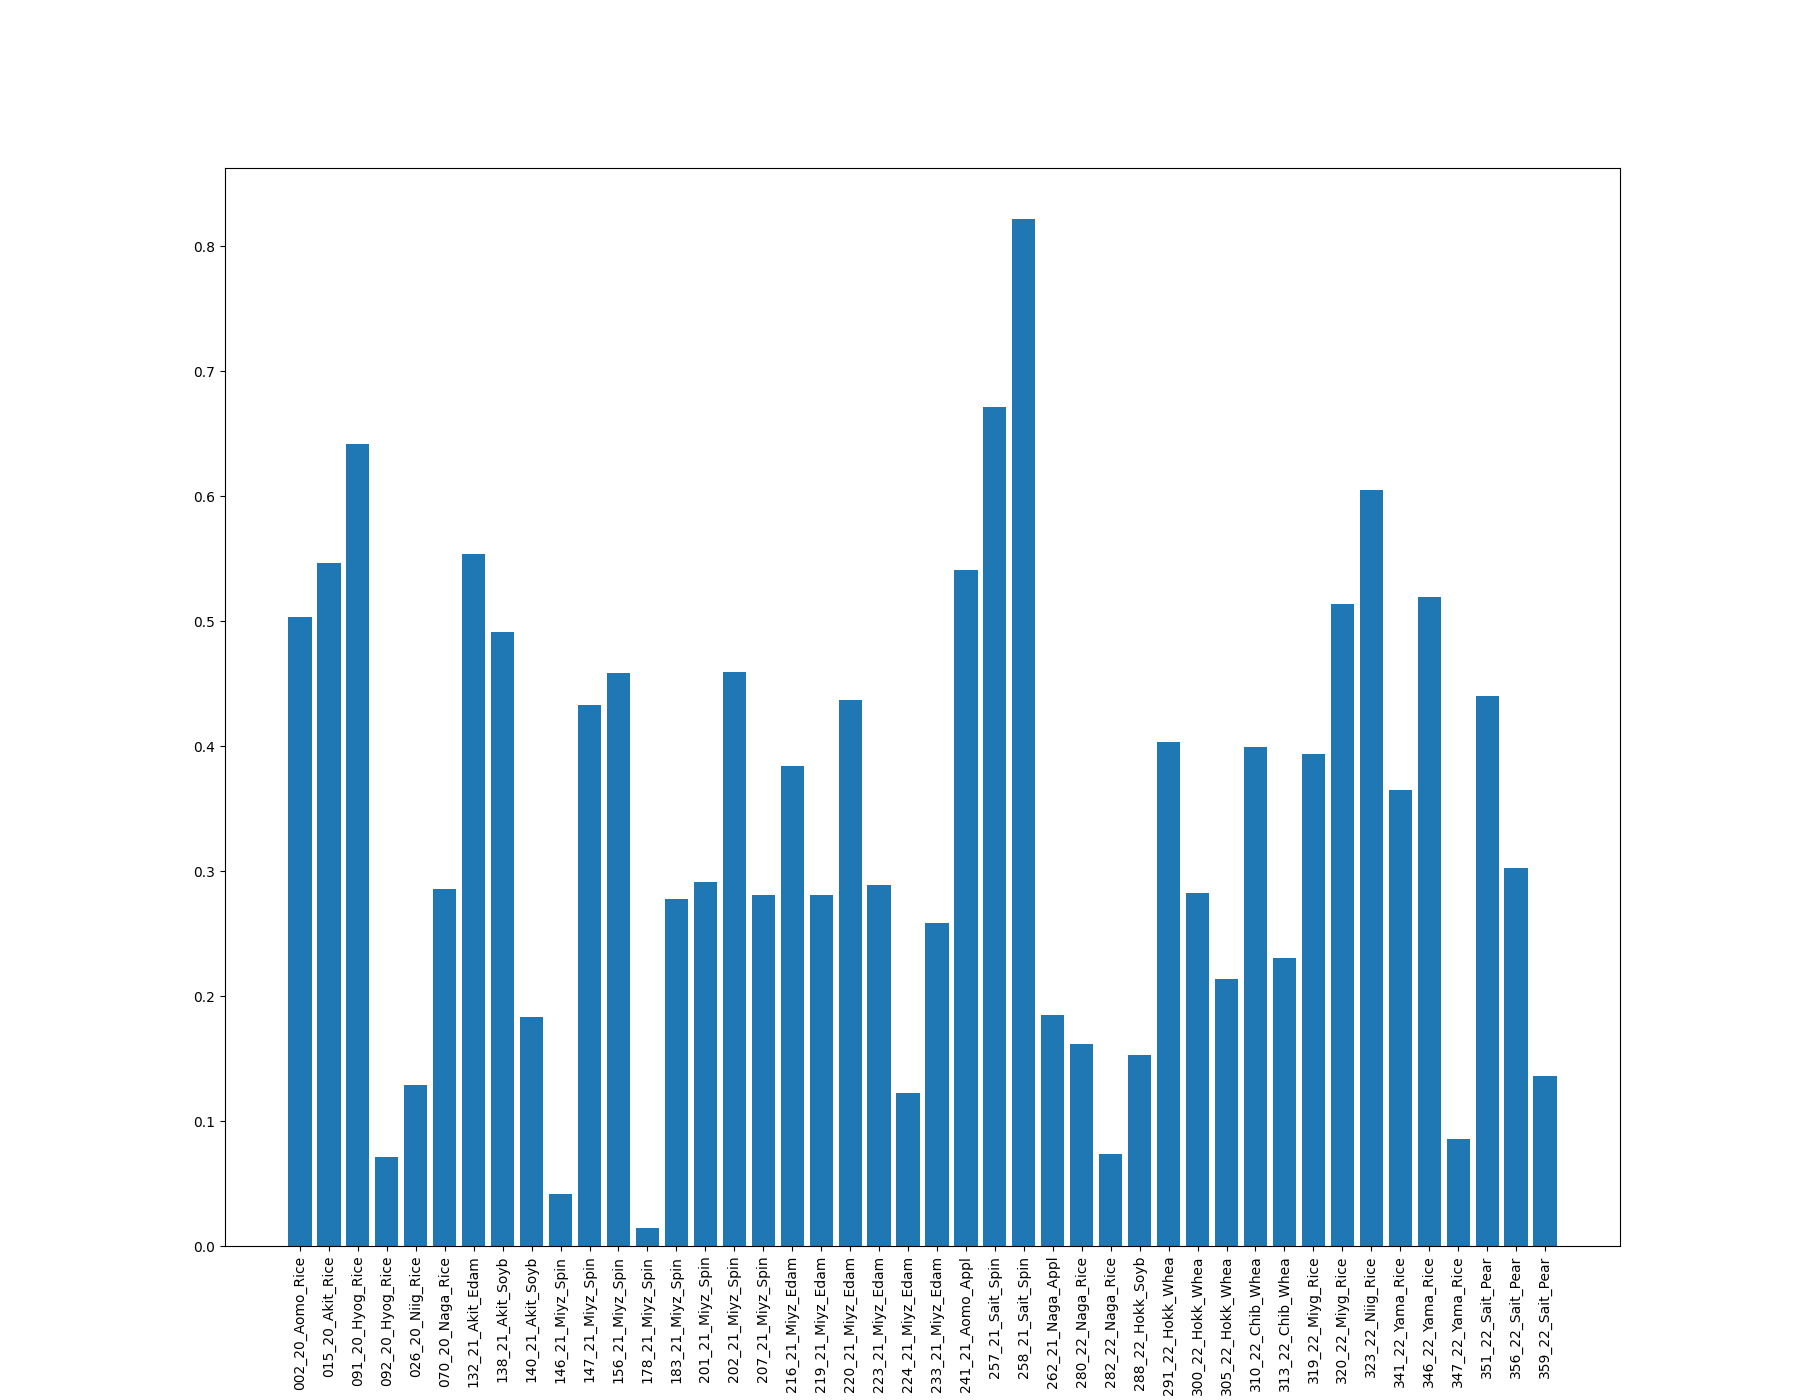 0.8
0.7
0.6
0.5
0.4
0.3
0.2
0.1
0.0
002_20_Aomo_Rice
015_20_Akit_Rice
091_20_Hyog_Rice
092_20_Hyog_Rice
026_20_Niig_Rice
070_20_Naga_Rice
132_21_Akit_Edam
138_21_Akit_Soyb
140_21_Akit_Soyb
146_21_Miyz_Spin
147_21_Miyz_Spin
156_21_Miyz_Spin
178_21_Miyz_Spin
183_21_Miyz_Spin
201_21_Miyz_Spin
202_21_Miyz_Spin
207_21_Miyz_Spin
216_21_Miyz_Edam
219_21_Miyz_Edam
220_21_Miyz_Edam
223_21_Miyz_Edam
224_21_Miyz_Edam
233_21_Miyz_Edam
241_21_Aomo_Appl
257_21_Sait_Spin
258_21_Sait_Spin
262_21_Naga_Appl
280_22_Naga_Rice
282_22_Naga_Rice
288_22_Hokk_Soyb
291_22_Hokk_Whea
300_22_Hokk_Whea
305_22_Hokk_Whea
310_22_Chib_Whea
313_22_Chib_Whea
319_22_Miyg_Rice
320_22_Miyg_Rice
323_22_Niig_Rice
341_22_Yama_Rice
346_22_Yama_Rice
347_22_Yama_Rice
351_22_Sait_Pear
356_22_Sait_Pear
359_22_Sait_Pear